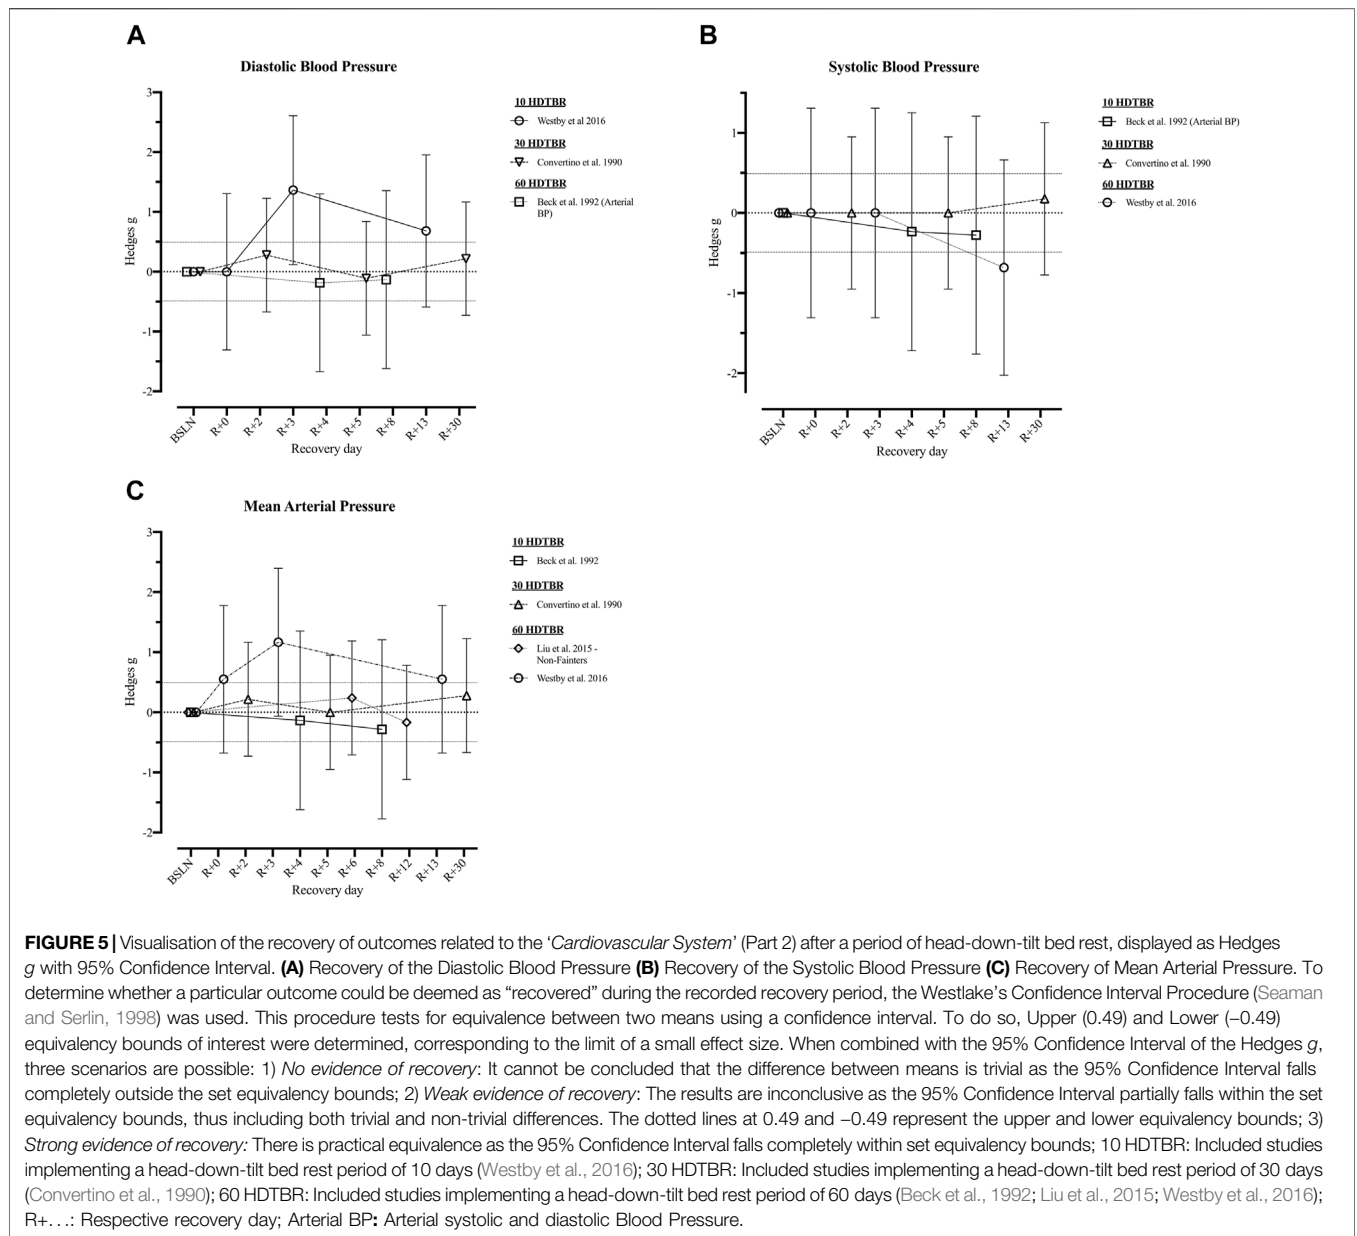 A
Diastolic Blood Pressure
3
2
1
0
-1
-2
Hedges g
BSLN
R+0
R+2
R+3
R+4
R+5
R+8
R+13
R+30
Recovery day
10 HDTBR
Westby et al 2016
30 HDTBR
Convertino et al. 1990
60 HDTBR
Beck et al. 1992 (Arterial
BP)
B
Systolic Blood Pressure
1
0
-1
-2
Hedges g
BSLN
R+0
R+2
R+3
R+4
R+5
R+8
R+13
R+30
Recovery day
10 HDTBR
Beck et al. 1992 (Arterial BP)
30 HDTBR
Convertino et al. 1990
60 HDTBR
Westby et al. 2016
C
Mean Arterial Pressure
3
2
1
0
-1
-2
Hedges g
BSLN
R+0
R+2
R+3
R+4
R+5
R+6
R+8
R+12
R+13
R+30
Recovery day
10 HDTBR
Beck et al. 1992
30 HDTBR
Convertino et al. 1990
60 HDTBR
Liu et al. 2015 -
Non-Fainters
Westby et al. 2016
FIGURE 5 | Visualisation of the recovery of outcomes related to the ‘Cardiovascular System’ (Part 2) after a period of head-down-tilt bed rest, displayed as Hedges
g with 95% Confidence Interval. (A) Recovery of the Diastolic Blood Pressure (B) Recovery of the Systolic Blood Pressure (C) Recovery of Mean Arterial Pressure. To
determine whether a particular outcome could be deemed as “recovered” during the recorded recovery period, the Westlake’s Confidence Interval Procedure (Seaman
and Serlin, 1998) was used. This procedure tests for equivalence between two means using a confidence interval. To do so, Upper (0.49) and Lower (−0.49)
equivalency bounds of interest were determined, corresponding to the limit of a small effect size. When combined with the 95% Confidence Interval of the Hedges g,
three scenarios are possible: 1) No evidence of recovery: It cannot be concluded that the difference between means is trivial as the 95% Confidence Interval falls
completely outside the set equivalency bounds; 2) Weak evidence of recovery: The results are inconclusive as the 95% Confidence Interval partially falls within the set
equivalency bounds, thus including both trivial and non-trivial differences. The dotted lines at 0.49 and −0.49 represent the upper and lower equivalency bounds; 3)
Strong evidence of recovery: There is practical equivalence as the 95% Confidence Interval falls completely within set equivalency bounds; 10 HDTBR: Included studies
implementing a head-down-tilt bed rest period of 10 days (Westby et al., 2016); 30 HDTBR: Included studies implementing a head-down-tilt bed rest period of 30 days
(Convertino et al., 1990); 60 HDTBR: Included studies implementing a head-down-tilt bed rest period of 60 days (Beck et al., 1992; Liu et al., 2015; Westby et al., 2016);
R+...: Respective recovery day; Arterial BP: Arterial systolic and diastolic Blood Pressure.